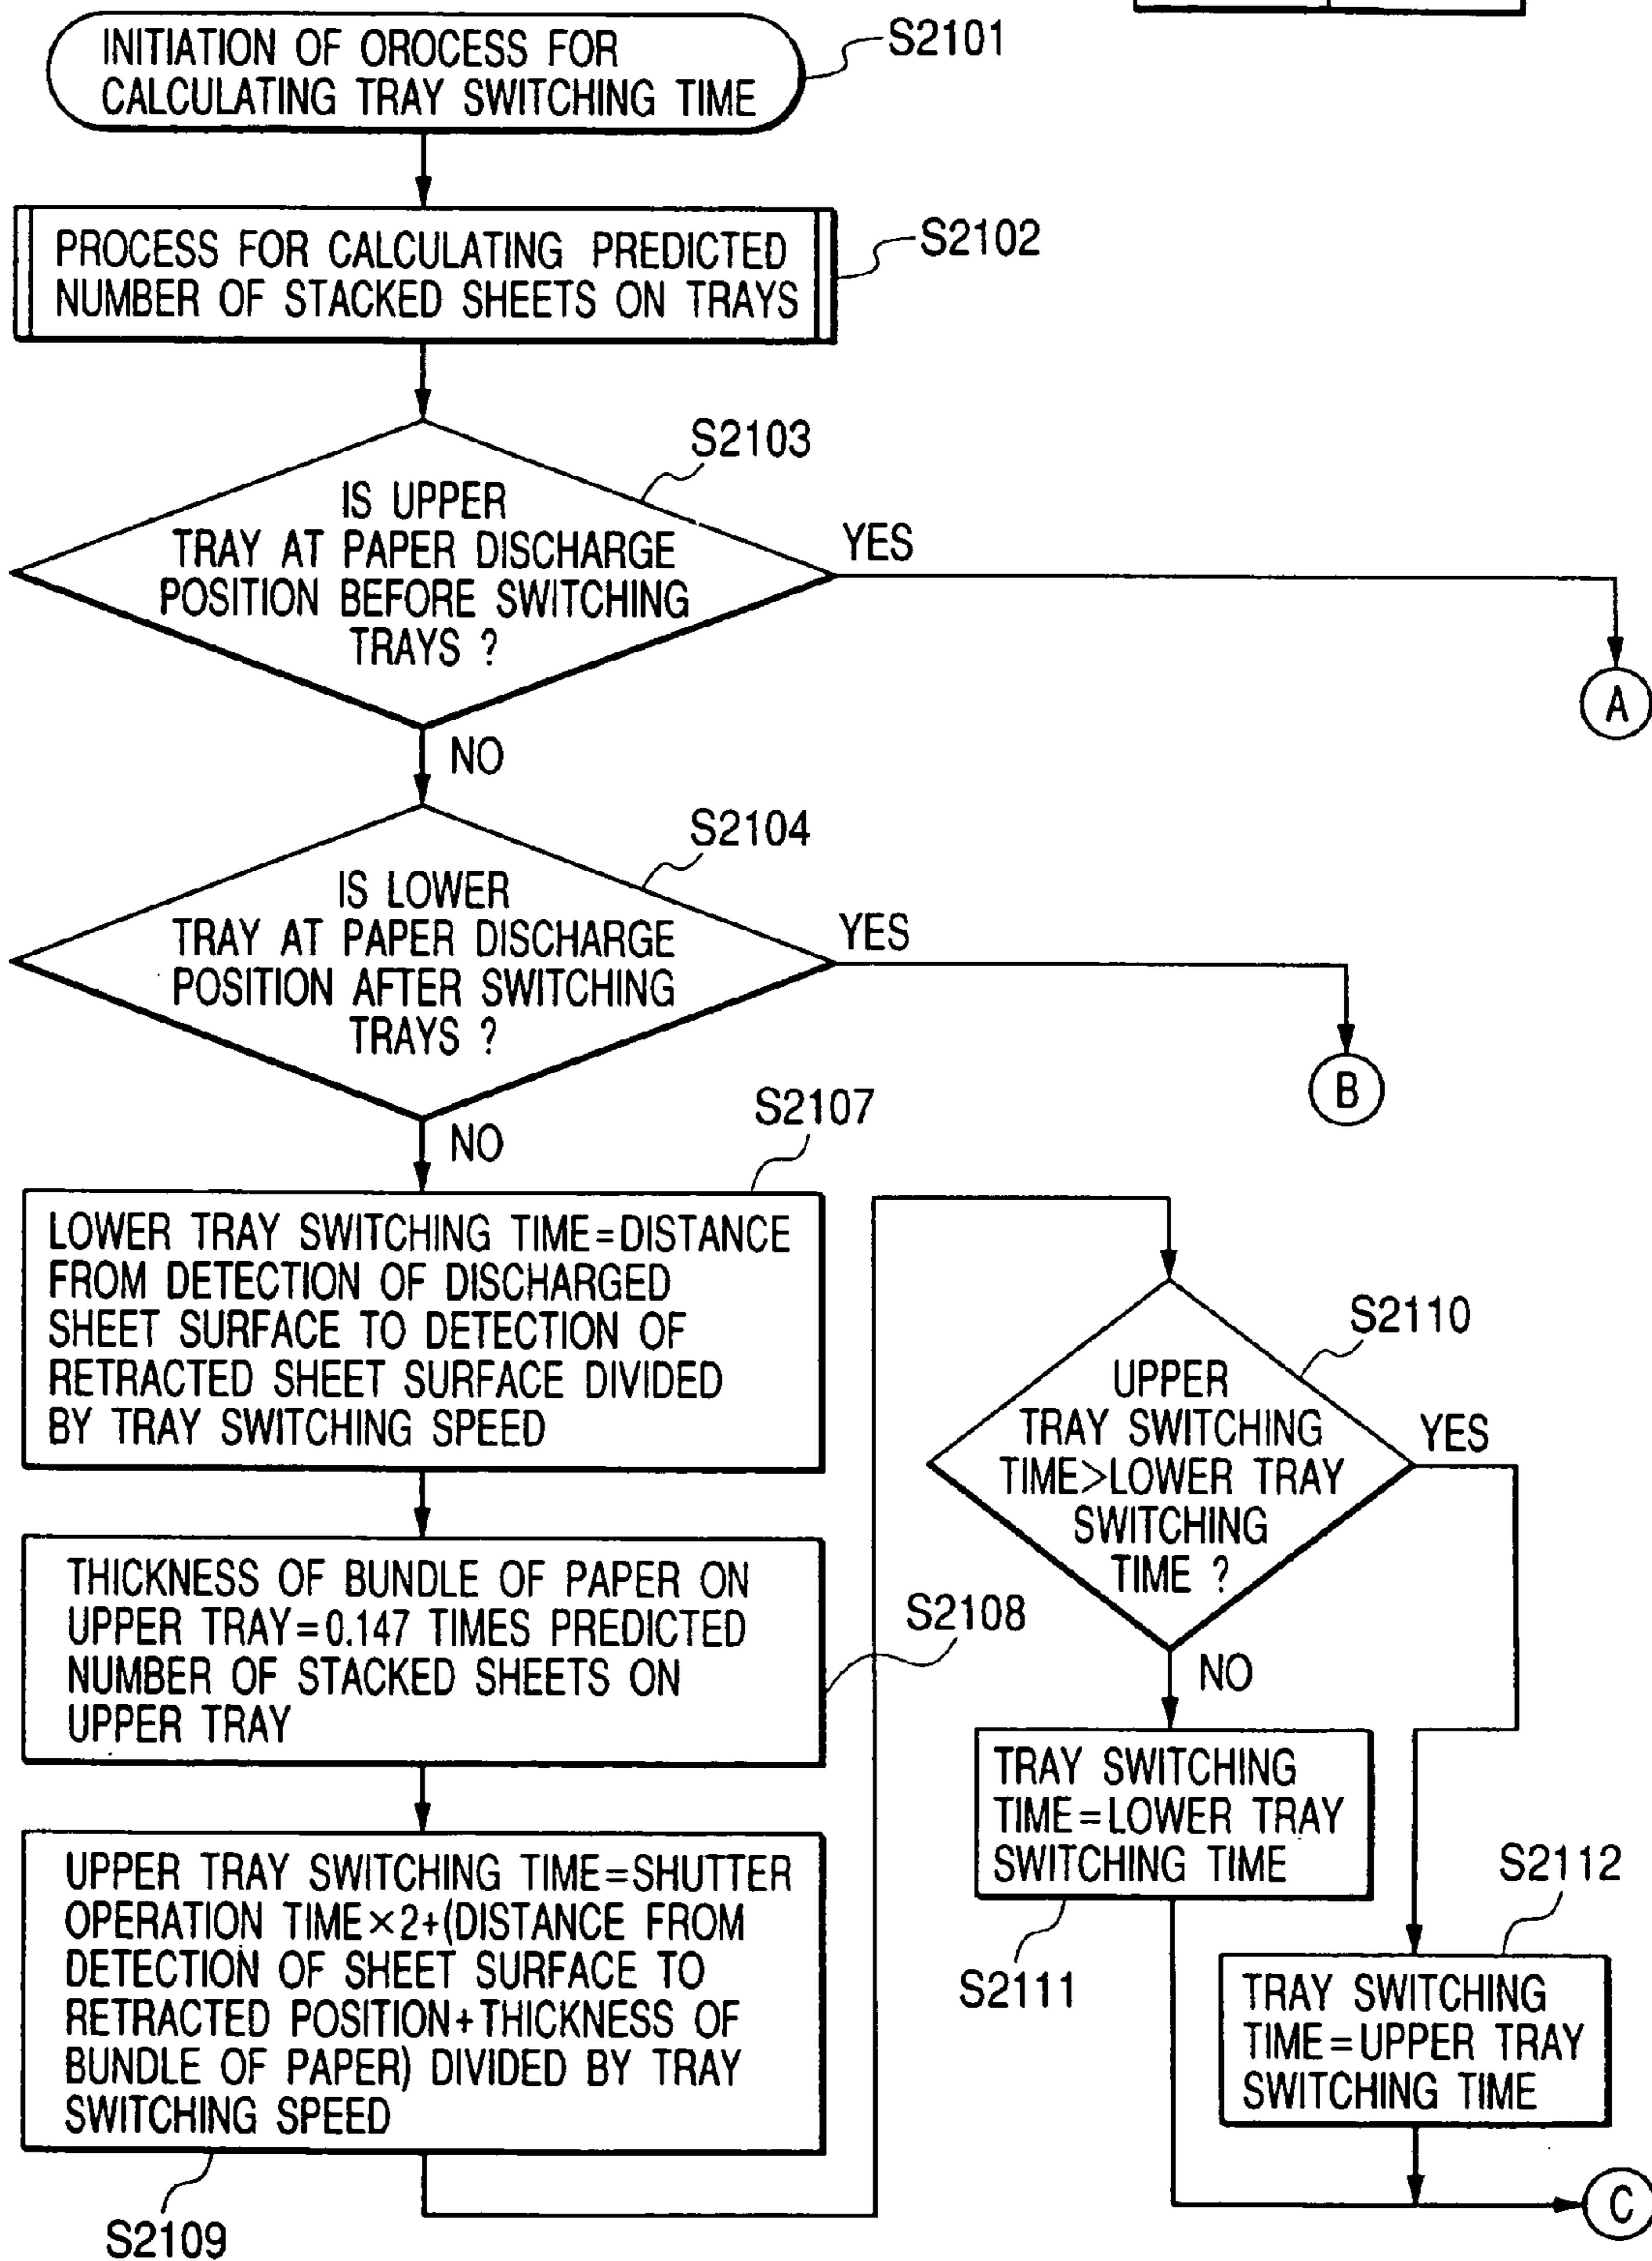 INITIATION OF OROCESS FOR
CALCULATING TRAY SWITCHING TIME
S2101
PROCESS FOR CALCULATING PREDICTED
NUMBER OF STACKED SHEETS ON TRAYS
S2102
S2103
IS UPPER
TRAY AT PAPER DISCHARGE
POSITION BEFORE SWITCHING
TRAYS ?
YES
A
NO
S2104
IS LOWER
TRAY AT PAPER DISCHARGE
POSITION AFTER SWITCHING
TRAYS ?
YES
B
NO
S2107
LOWER TRAY SWITCHING TIME=DISTANCE
FROM DETECTION OF DISCHARGED
SHEET SURFACE TO DETECTION OF
RETRACTED SHEET SURFACE DIVIDED
BY TRAY SWITCHING SPEED
THICKNESS OF BUNDLE OF PAPER ON
UPPER TRAY=0.147 TIMES PREDICTED
NUMBER OF STACKED SHEETS ON
UPPER TRAY
S2108
UPPER TRAY SWITCHING TIME=SHUTTER
OPERATION TIME×2+(DISTANCE FROM
DETECTION OF SHEET SURFACE TO
RETRACTED POSITION+THICKNESS OF
BUNDLE OF PAPER) DIVIDED BY TRAY
SWITCHING SPEED
S2109
S2110
UPPER
TRAY SWITCHING
TIME>LOWER TRAY
SWITCHING
TIME ?
YES
NO
TRAY SWITCHING
TIME=LOWER TRAY
SWITCHING TIME
S2111
S2112
TRAY SWITCHING
TIME=UPPER TRAY
SWITCHING TIME
C